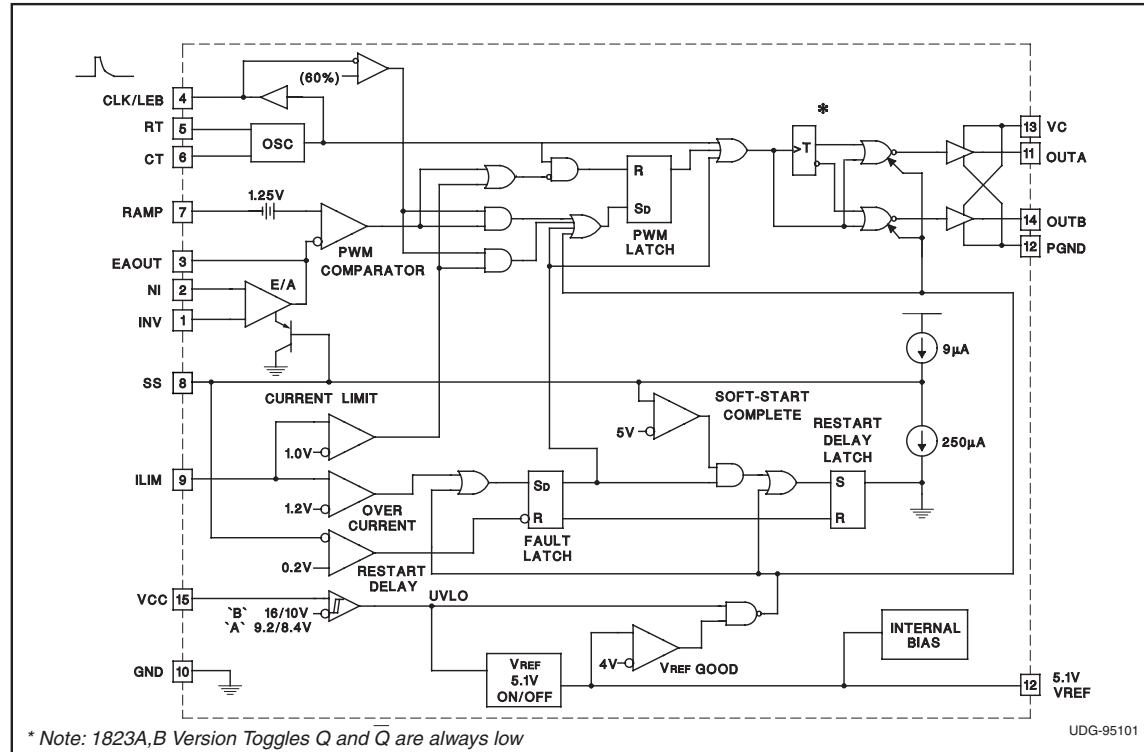 (60%)
*
CLK/LEB 4
RT 5
CT 6
OSC
13 VC
11 OUTA
>T
R
SD
PWM
LATCH
1.25V
RAMP 7
PWM
COMPARATOR
14 OUTB
12 PGND
EAOUT 3
NI 2
E/A
INV 1
9µA
SS 8
CURRENT LIMIT
SOFT-START
COMPLETE
5V
RESTART
DELAY
LATCH
250µA
1.0V
ILIM 9
1.2V
OVER
CURRENT
SD
R
FAULT
LATCH
S
R
0.2V
RESTART
DELAY
VCC 15
`B` 16/10V
`A` 9.2/8.4V
UVLO
4V
VREF GOOD
INTERNAL
BIAS
GND 10
VREF
5.1V
ON/OFF
12 5.1V
VREF
* Note: 1823A,B Version Toggles Q and Q̅ are always low
UDG-95101